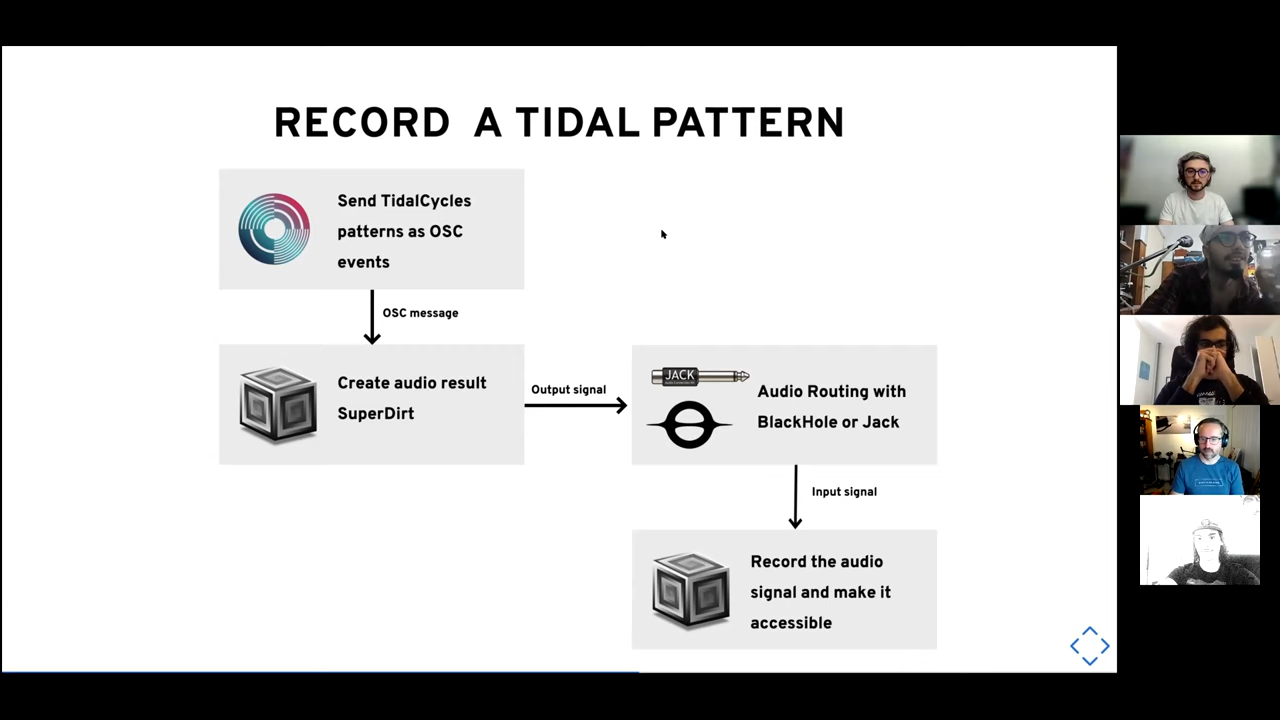 RECORD A TIDAL PATTERN
Send TidalCycles
patterns as OSC
events
OSC message
Create audio result
SuperDirt
Output signal
JACK
Audio Routing with
BlackHole or Jack
Input signal
Record the audio
signal and make it
accessible